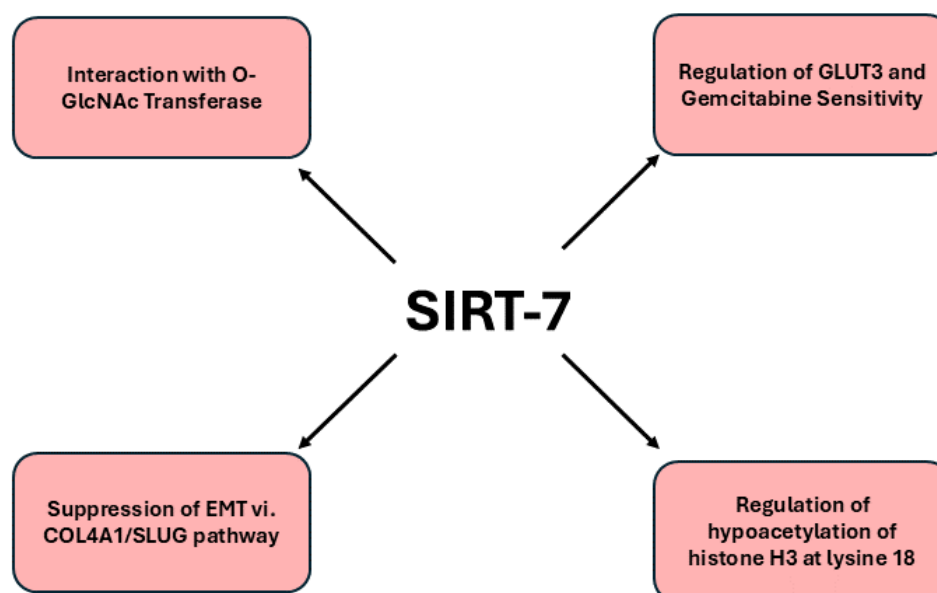 Interaction with O-
GlcNAc Transferase
Regulation of GLUT3 and
Gemcitabine Sensitivity
SIRT-7
Suppression of EMT vi.
COL4A1/SLUG pathway
Regulation of
hypoacetylation of
histone H3 at lysine 18